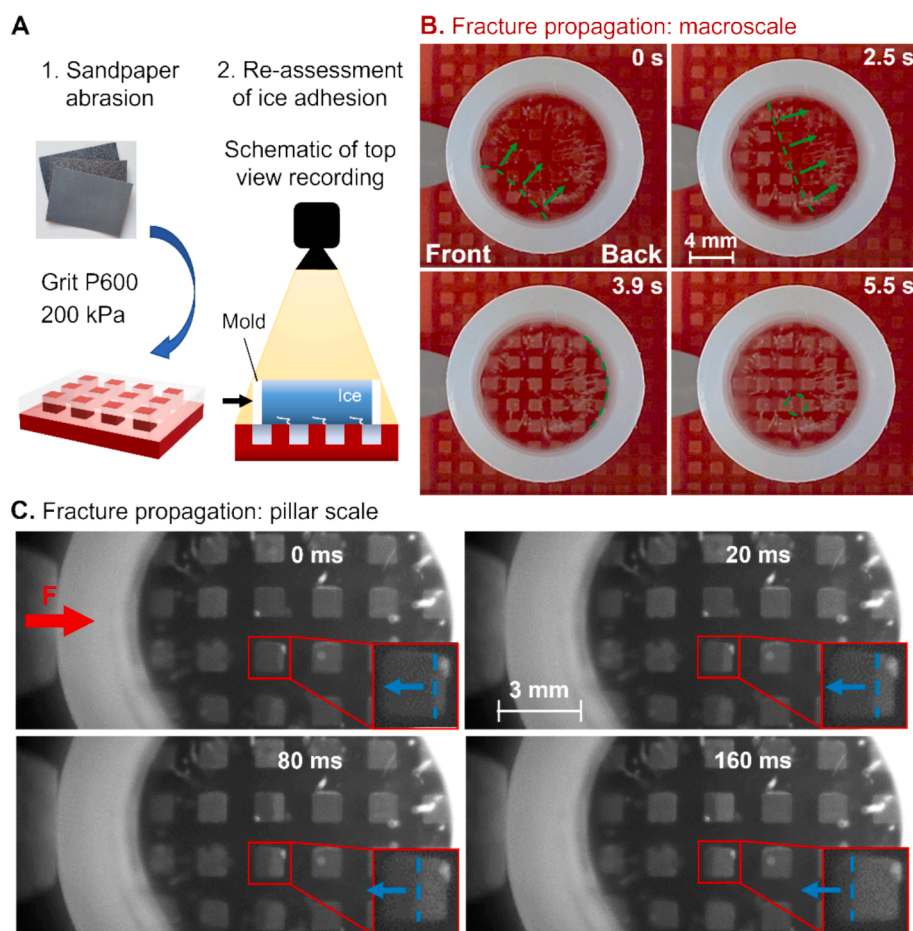 A
1. Sandpaper
abrasion
2. Re-assessment
of ice adhesion
Schematic of top
view recording
Grit P600
200 kPa
Mold
Ice
B. Fracture propagation: macroscale
0 s
2.5 s
Front
Back
4 mm
3.9 s
5.5 s
C. Fracture propagation: pillar scale
0 ms
20 ms
F
3 mm
80 ms
160 ms